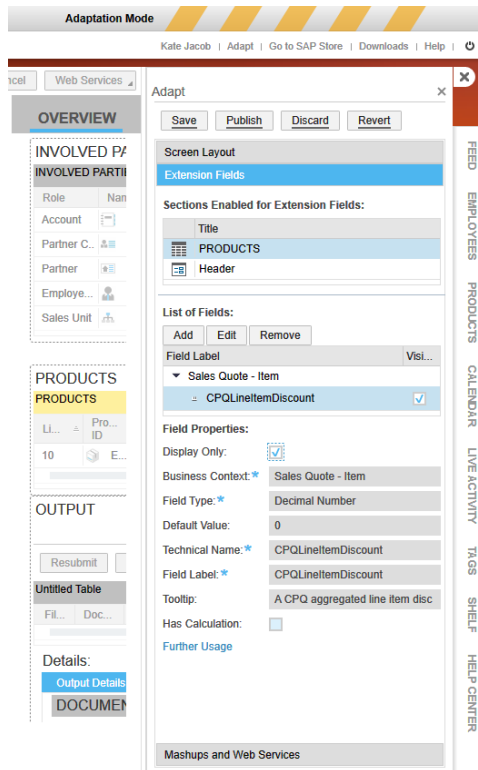 Adaptation Mode
Kate Jacob | Adapt | Go to SAP Store | Downloads | Help |
Web Services
OVERVIEW
INVOLVED PA
INVOLVED PARTII
Role Nan
Account
Partner C..
Partner
Employe...
Sales Unit
PRODUCTS
PRODUCTS
Li... Pro... ID
10 E...
OUTPUT
Resubmit
Untitled Table
Fil... Doc...
Details:
Output Details
DOCUMEN
Adapt
Save Publish Discard Revert
Screen Layout
Extension Fields
Sections Enabled for Extension Fields:
Title
PRODUCTS
Header
List of Fields:
Add Edit Remove
Field Label Visi...
Sales Quote - Item
CPQLineItemDiscount
Field Properties:
Display Only:
Business Context:* Sales Quote - Item
Field Type:* Decimal Number
Default Value: 0
Technical Name:* CPQLineItemDiscount
Field Label:* CPQLineItemDiscount
Tooltip: A CPQ aggregated line item disc
Has Calculation:
Further Usage
Mashups and Web Services
FEED
EMPLOYEES
PRODUCTS
CALENDAR
LIVE ACTIVITY
TAGS
SHELF
HELP CENTER